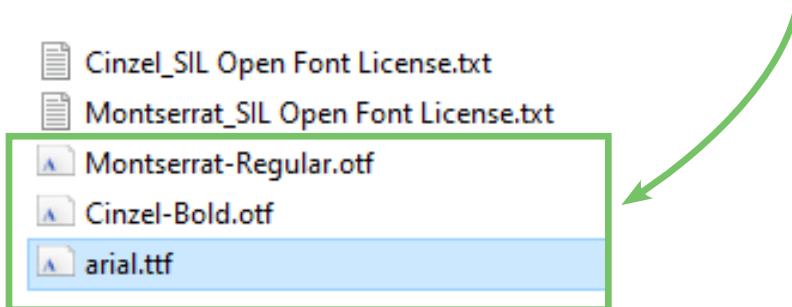 Cinzel_SIL Open Font License.txt
Montserrat_SIL Open Font License.txt
Montserrat-Regular.otf
Cinzel-Bold.otf
arial.ttf